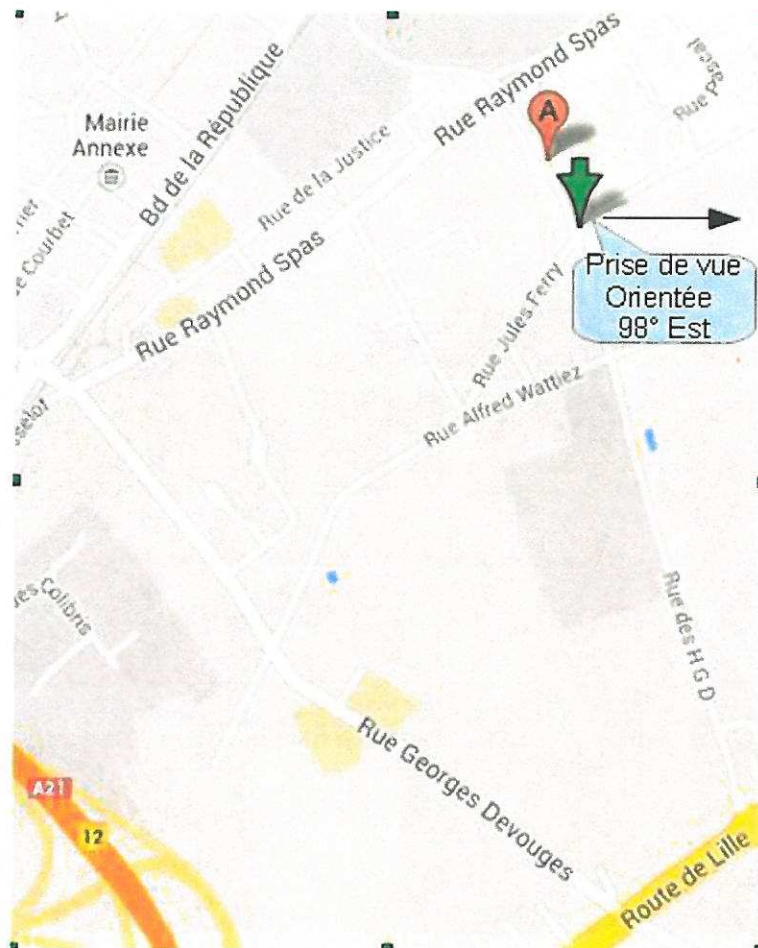 Mairie
Annexe
Bd de la République
Rue de la Justice
Rue Raymond Spas
A
Rue Raymond Spas
Prise de vue
Orientée
98° Est
Rue Jules Ferry
Rue Alfred Wattiez
Rue des H G D
Rue Georges Devouges
A21
12
Route de Lille
Courbet
Colibris